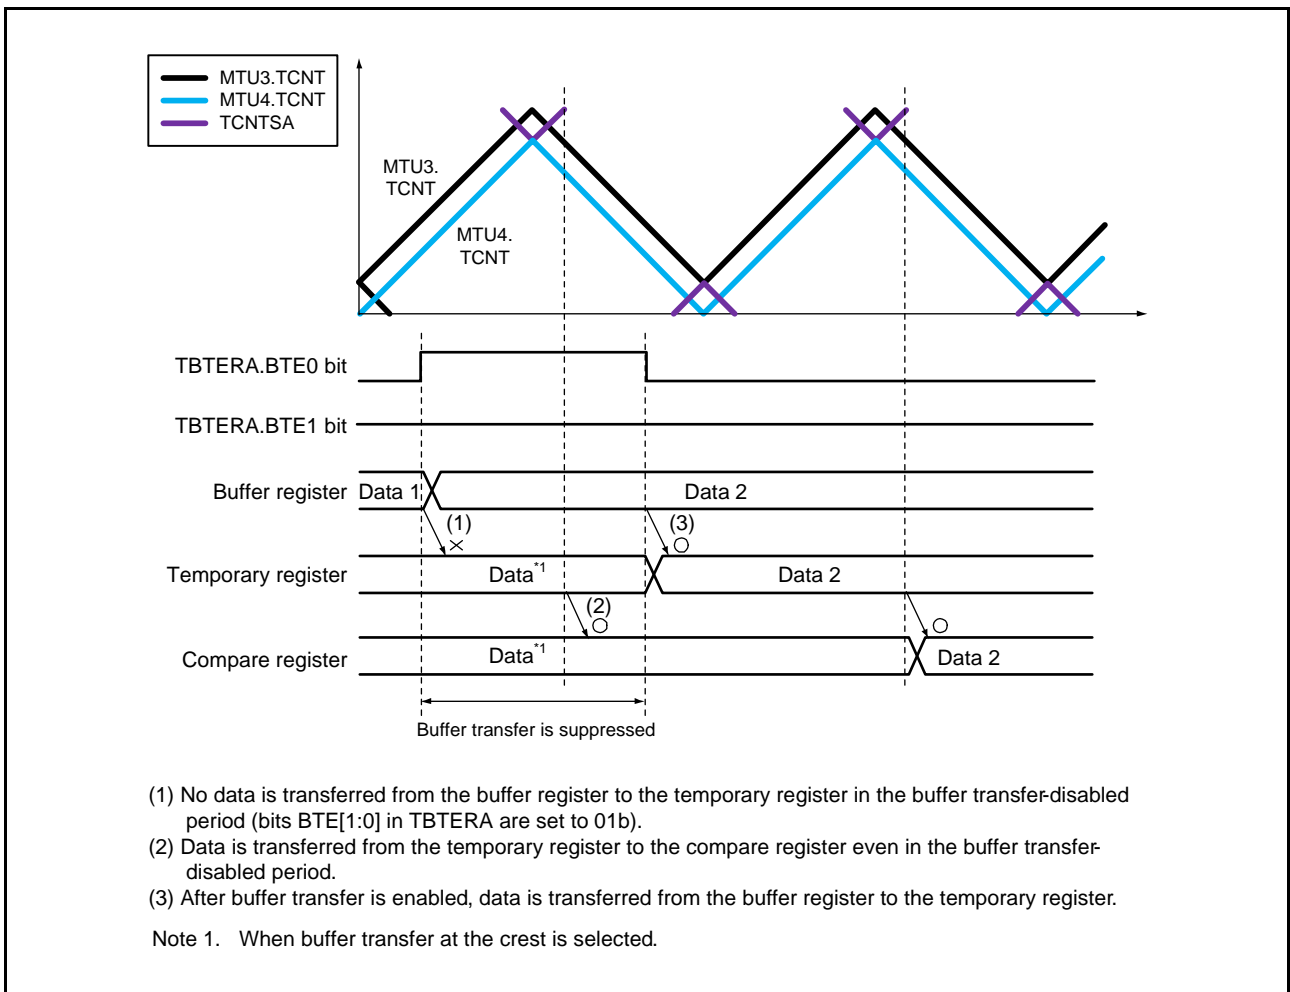 MTU3.TCNT
MTU4.TCNT
TCNTSA
MTU3.
TCNT
MTU4.
TCNT
TBTERA.BTE0 bit
TBTERA.BTE1 bit
Buffer register Data 1 Data 2
(1) (3)
Temporary register Data*1 Data 2
(2)
Compare register Data*1 Data 2
Buffer transfer is suppressed
(1) No data is transferred from the buffer register to the temporary register in the buffer transfer-disabled
period (bits BTE[1:0] in TBTERA are set to 01b).
(2) Data is transferred from the temporary register to the compare register even in the buffer transfer-
disabled period.
(3) After buffer transfer is enabled, data is transferred from the buffer register to the temporary register.
Note 1. When buffer transfer at the crest is selected.